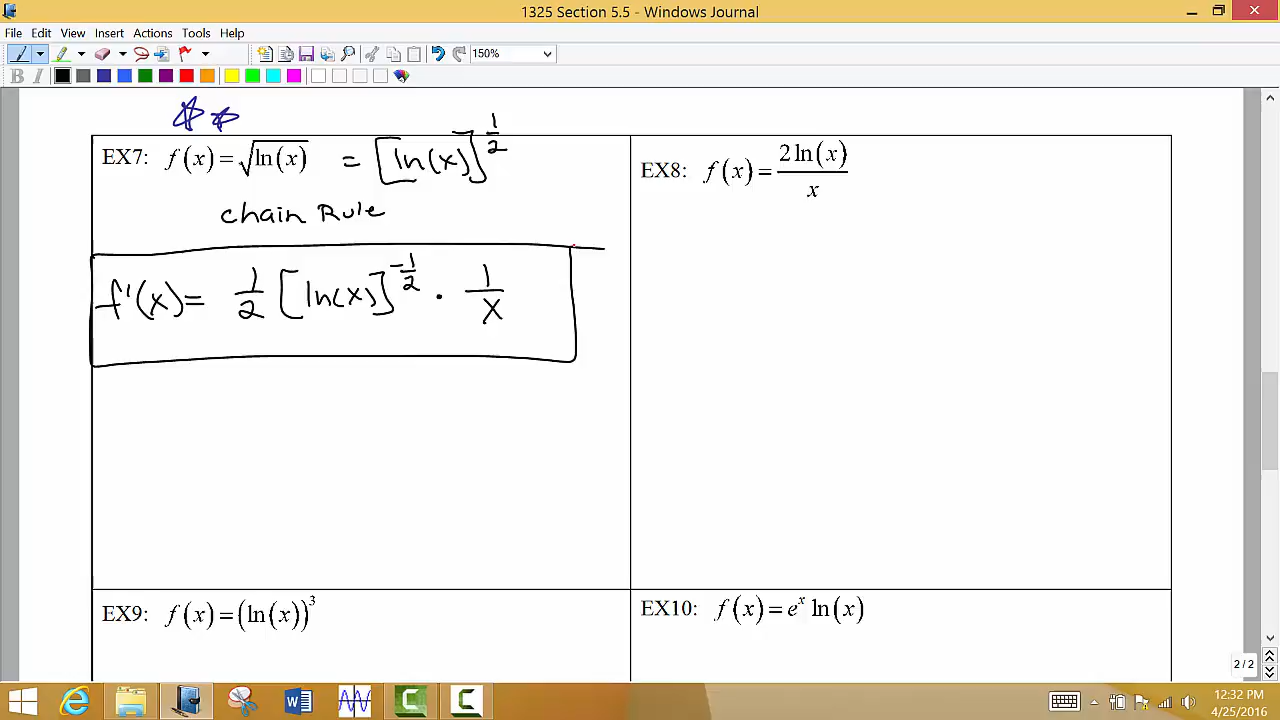 1325 Section 5.5 - Windows Journal
File Edit View Insert Actions Tools Help
150%
B I
EX7: f(x) = √ln(x) = [ln(x)]^(1/2)
Chain Rule
f'(x) = 1/2 [ln(x)]^(-1/2) · 1/x
EX8: f(x) = 2 ln(x) / x
EX9: f(x) = (ln(x))^3
EX10: f(x) = e^x ln(x)
2 / 2
12:32 PM
4/25/2016